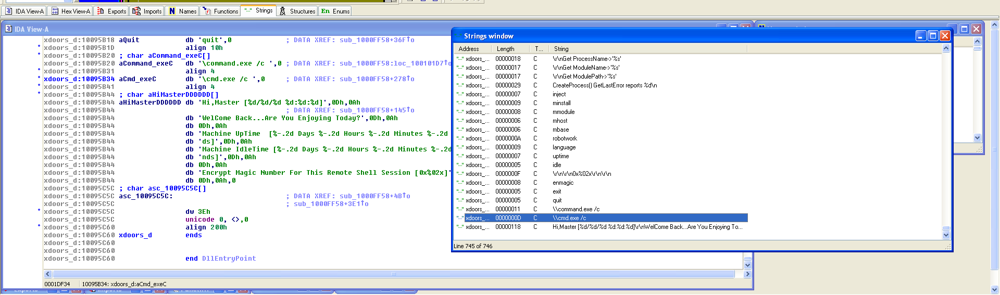 IDA View-A Hex View-A Exports Imports Names Functions Strings Structures En Enums
IDA View-A
xdoors_d:10095B18 aQuit db 'quit',0 ; DATA XREF: sub_1000FF58+36F↑o
xdoors_d:10095B1D align 10h
xdoors_d:10095B20 ; char aCommand_exeC[]
xdoors_d:10095B20 aCommand_exeC db '\command.exe /c ',0 ; DATA XREF: sub_1000FF58:loc_100101D7↑o
xdoors_d:10095B31 align 4
xdoors_d:10095B34 aCmd_exeC db '\cmd.exe /c ',0 ; DATA XREF: sub_1000FF58+278↑o
xdoors_d:10095B41 align 4
xdoors_d:10095B44 ; char aHiMasterDDDDDD[]
xdoors_d:10095B44 aHiMasterDDDDDD db 'Hi,Master [%d/%d/%d %d:%d:%d]',0Dh,0Ah
xdoors_d:10095B44 ; DATA XREF: sub_1000FF58+145↑o
xdoors_d:10095B44 db 'WelCome Back...Are You Enjoying Today?',0Dh,0Ah
xdoors_d:10095B44 db 0Dh,0Ah
xdoors_d:10095B44 db 'Machine UpTime  [%-.2d Days %-.2d Hours %-.2d Minutes %-.2d
xdoors_d:10095B44 db 'ds]',0Dh,0Ah
xdoors_d:10095B44 db 'Machine IdleTime [%-.2d Days %-.2d Hours %-.2d Minutes %-.2d
xdoors_d:10095B44 db 'nds]',0Dh,0Ah
xdoors_d:10095B44 db 0Dh,0Ah
xdoors_d:10095B44 db 'Encrypt Magic Number For This Remote Shell Session [0x%02x]'
xdoors_d:10095B44 db 0Dh,0Ah,0
xdoors_d:10095C5C ; char asc_10095C5C[]
xdoors_d:10095C5C asc_10095C5C: ; DATA XREF: sub_1000FF58+4B↑o
xdoors_d:10095C5C ; sub_1000FF58+3E1↑o
xdoors_d:10095C5C dw 3Eh
xdoors_d:10095C5C unicode 0, <>,0
xdoors_d:10095C60 align 200h
xdoors_d:10095C60 xdoors_d ends
xdoors_d:10095C60
xdoors_d:10095C60
xdoors_d:10095C60 end DllEntryPoint
0001DF34 10095B34: xdoors_d:aCmd_exeC
Strings window
Address Length T... String
xdoors_... 00000018 C \r\nGet ProcessName->'%s'
xdoors_... 00000017 C \r\nGet ModuleName->'%s'
xdoors_... 00000017 C \r\nGet ModulePath->'%s'
xdoors_... 00000029 C CreateProcess() GetLastError reports %d\n
xdoors_... 00000007 C inject
xdoors_... 00000009 C minstall
xdoors_... 00000008 C mmodule
xdoors_... 00000006 C mhost
xdoors_... 00000006 C mbase
xdoors_... 0000000A C robotwork
xdoors_... 00000009 C language
xdoors_... 00000007 C uptime
xdoors_... 00000005 C idle
xdoors_... 0000000F C \r\n\r\n0x%02x\r\n\r\n
xdoors_... 00000008 C enmagic
xdoors_... 00000005 C exit
xdoors_... 00000005 C quit
xdoors_... 00000011 C \\command.exe /c
xdoors_... 0000000D C \\cmd.exe /c
xdoors_... 00000118 C Hi,Master [%d/%d/%d %d:%d:%d]\r\nWelCome Back...Are You Enjoying To...
Line 745 of 746